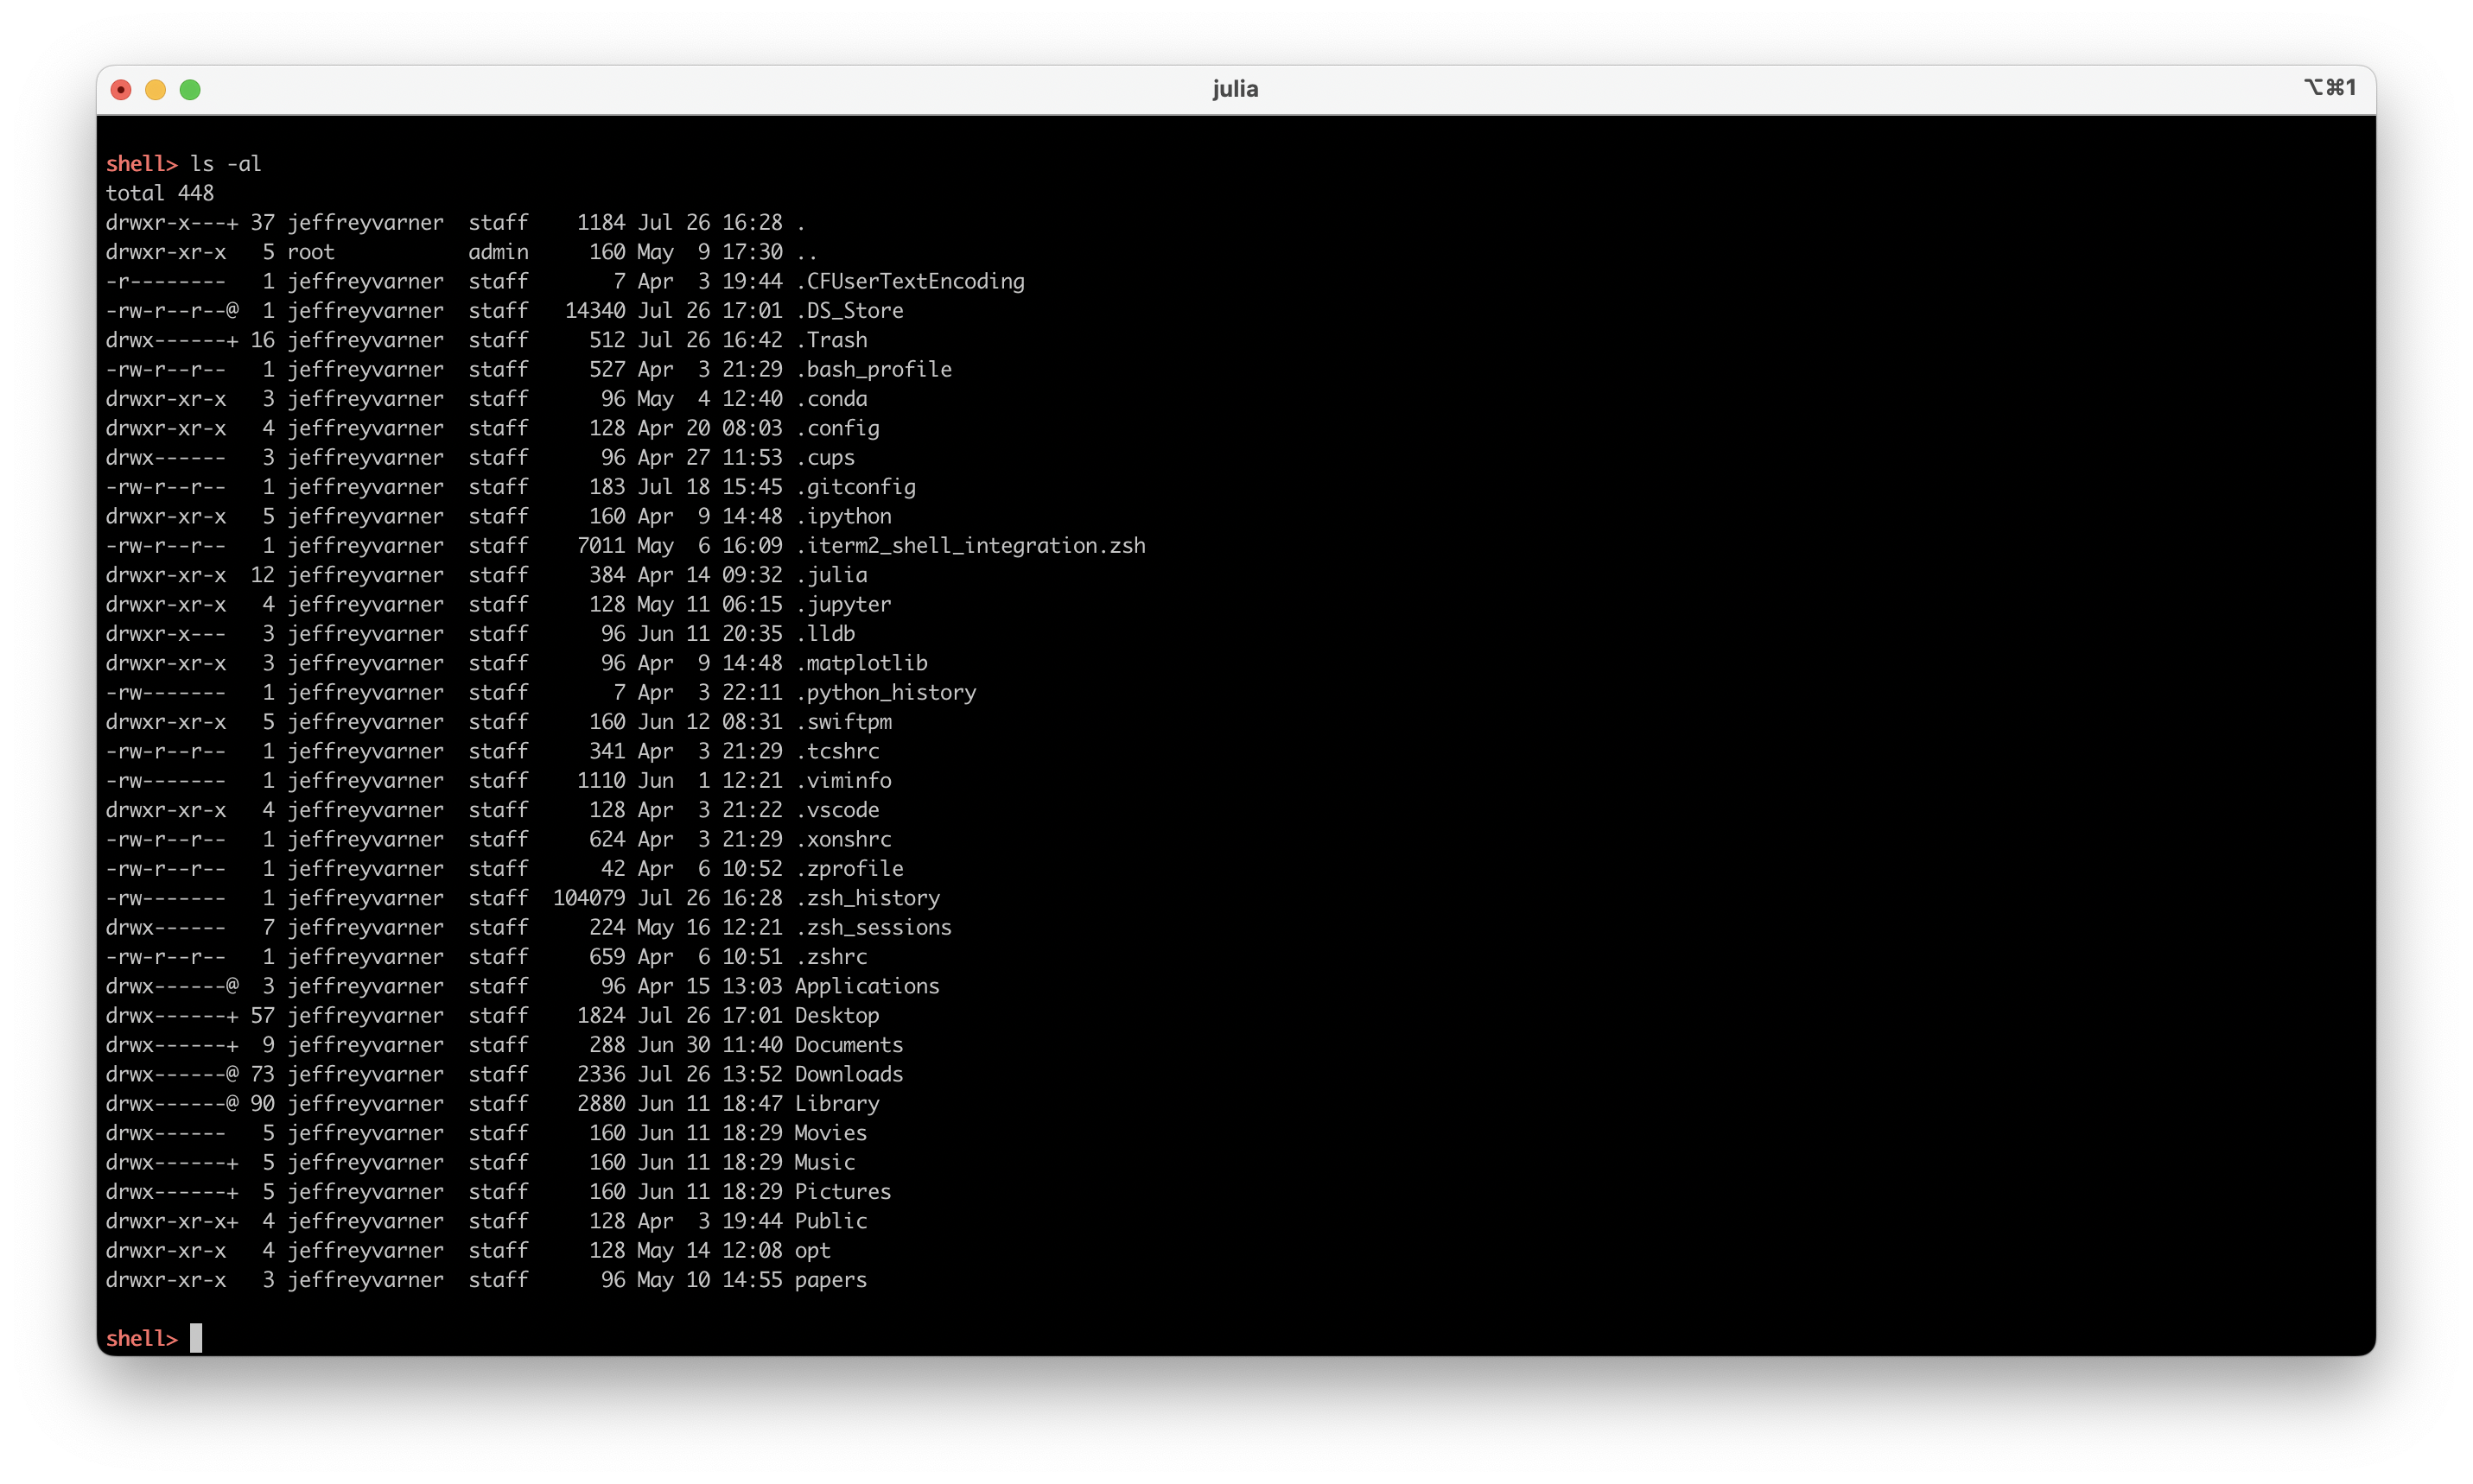 julia
⌥⌘1
shell> ls -al
total 448
drwxr-x---+ 37 jeffreyvarner  staff    1184 Jul 26 16:28 .
drwxr-xr-x   5 root           admin     160 May  9 17:30 ..
-r--------   1 jeffreyvarner  staff       7 Apr  3 19:44 .CFUserTextEncoding
-rw-r--r--@  1 jeffreyvarner  staff   14340 Jul 26 17:01 .DS_Store
drwx------+ 16 jeffreyvarner  staff     512 Jul 26 16:42 .Trash
-rw-r--r--   1 jeffreyvarner  staff     527 Apr  3 21:29 .bash_profile
drwxr-xr-x   3 jeffreyvarner  staff      96 May  4 12:40 .conda
drwxr-xr-x   4 jeffreyvarner  staff     128 Apr 20 08:03 .config
drwx------   3 jeffreyvarner  staff      96 Apr 27 11:53 .cups
-rw-r--r--   1 jeffreyvarner  staff     183 Jul 18 15:45 .gitconfig
drwxr-xr-x   5 jeffreyvarner  staff     160 Apr  9 14:48 .ipython
-rw-r--r--   1 jeffreyvarner  staff    7011 May  6 16:09 .iterm2_shell_integration.zsh
drwxr-xr-x  12 jeffreyvarner  staff     384 Apr 14 09:32 .julia
drwxr-xr-x   4 jeffreyvarner  staff     128 May 11 06:15 .jupyter
drwxr-x---   3 jeffreyvarner  staff      96 Jun 11 20:35 .lldb
drwxr-xr-x   3 jeffreyvarner  staff      96 Apr  9 14:48 .matplotlib
-rw-------   1 jeffreyvarner  staff       7 Apr  3 22:11 .python_history
drwxr-xr-x   5 jeffreyvarner  staff     160 Jun 12 08:31 .swiftpm
-rw-r--r--   1 jeffreyvarner  staff     341 Apr  3 21:29 .tcshrc
-rw-------   1 jeffreyvarner  staff    1110 Jun  1 12:21 .viminfo
drwxr-xr-x   4 jeffreyvarner  staff     128 Apr  3 21:22 .vscode
-rw-r--r--   1 jeffreyvarner  staff     624 Apr  3 21:29 .xonshrc
-rw-r--r--   1 jeffreyvarner  staff      42 Apr  6 10:52 .zprofile
-rw-------   1 jeffreyvarner  staff  104079 Jul 26 16:28 .zsh_history
drwx------   7 jeffreyvarner  staff     224 May 16 12:21 .zsh_sessions
-rw-r--r--   1 jeffreyvarner  staff     659 Apr  6 10:51 .zshrc
drwx------@  3 jeffreyvarner  staff      96 Apr 15 13:03 Applications
drwx------+ 57 jeffreyvarner  staff    1824 Jul 26 17:01 Desktop
drwx------+  9 jeffreyvarner  staff     288 Jun 30 11:40 Documents
drwx------@ 73 jeffreyvarner  staff    2336 Jul 26 13:52 Downloads
drwx------@ 90 jeffreyvarner  staff    2880 Jun 11 18:47 Library
drwx------   5 jeffreyvarner  staff     160 Jun 11 18:29 Movies
drwx------+  5 jeffreyvarner  staff     160 Jun 11 18:29 Music
drwx------+  5 jeffreyvarner  staff     160 Jun 11 18:29 Pictures
drwxr-xr-x+  4 jeffreyvarner  staff     128 Apr  3 19:44 Public
drwxr-xr-x   4 jeffreyvarner  staff     128 May 14 12:08 opt
drwxr-xr-x   3 jeffreyvarner  staff      96 May 10 14:55 papers
shell>